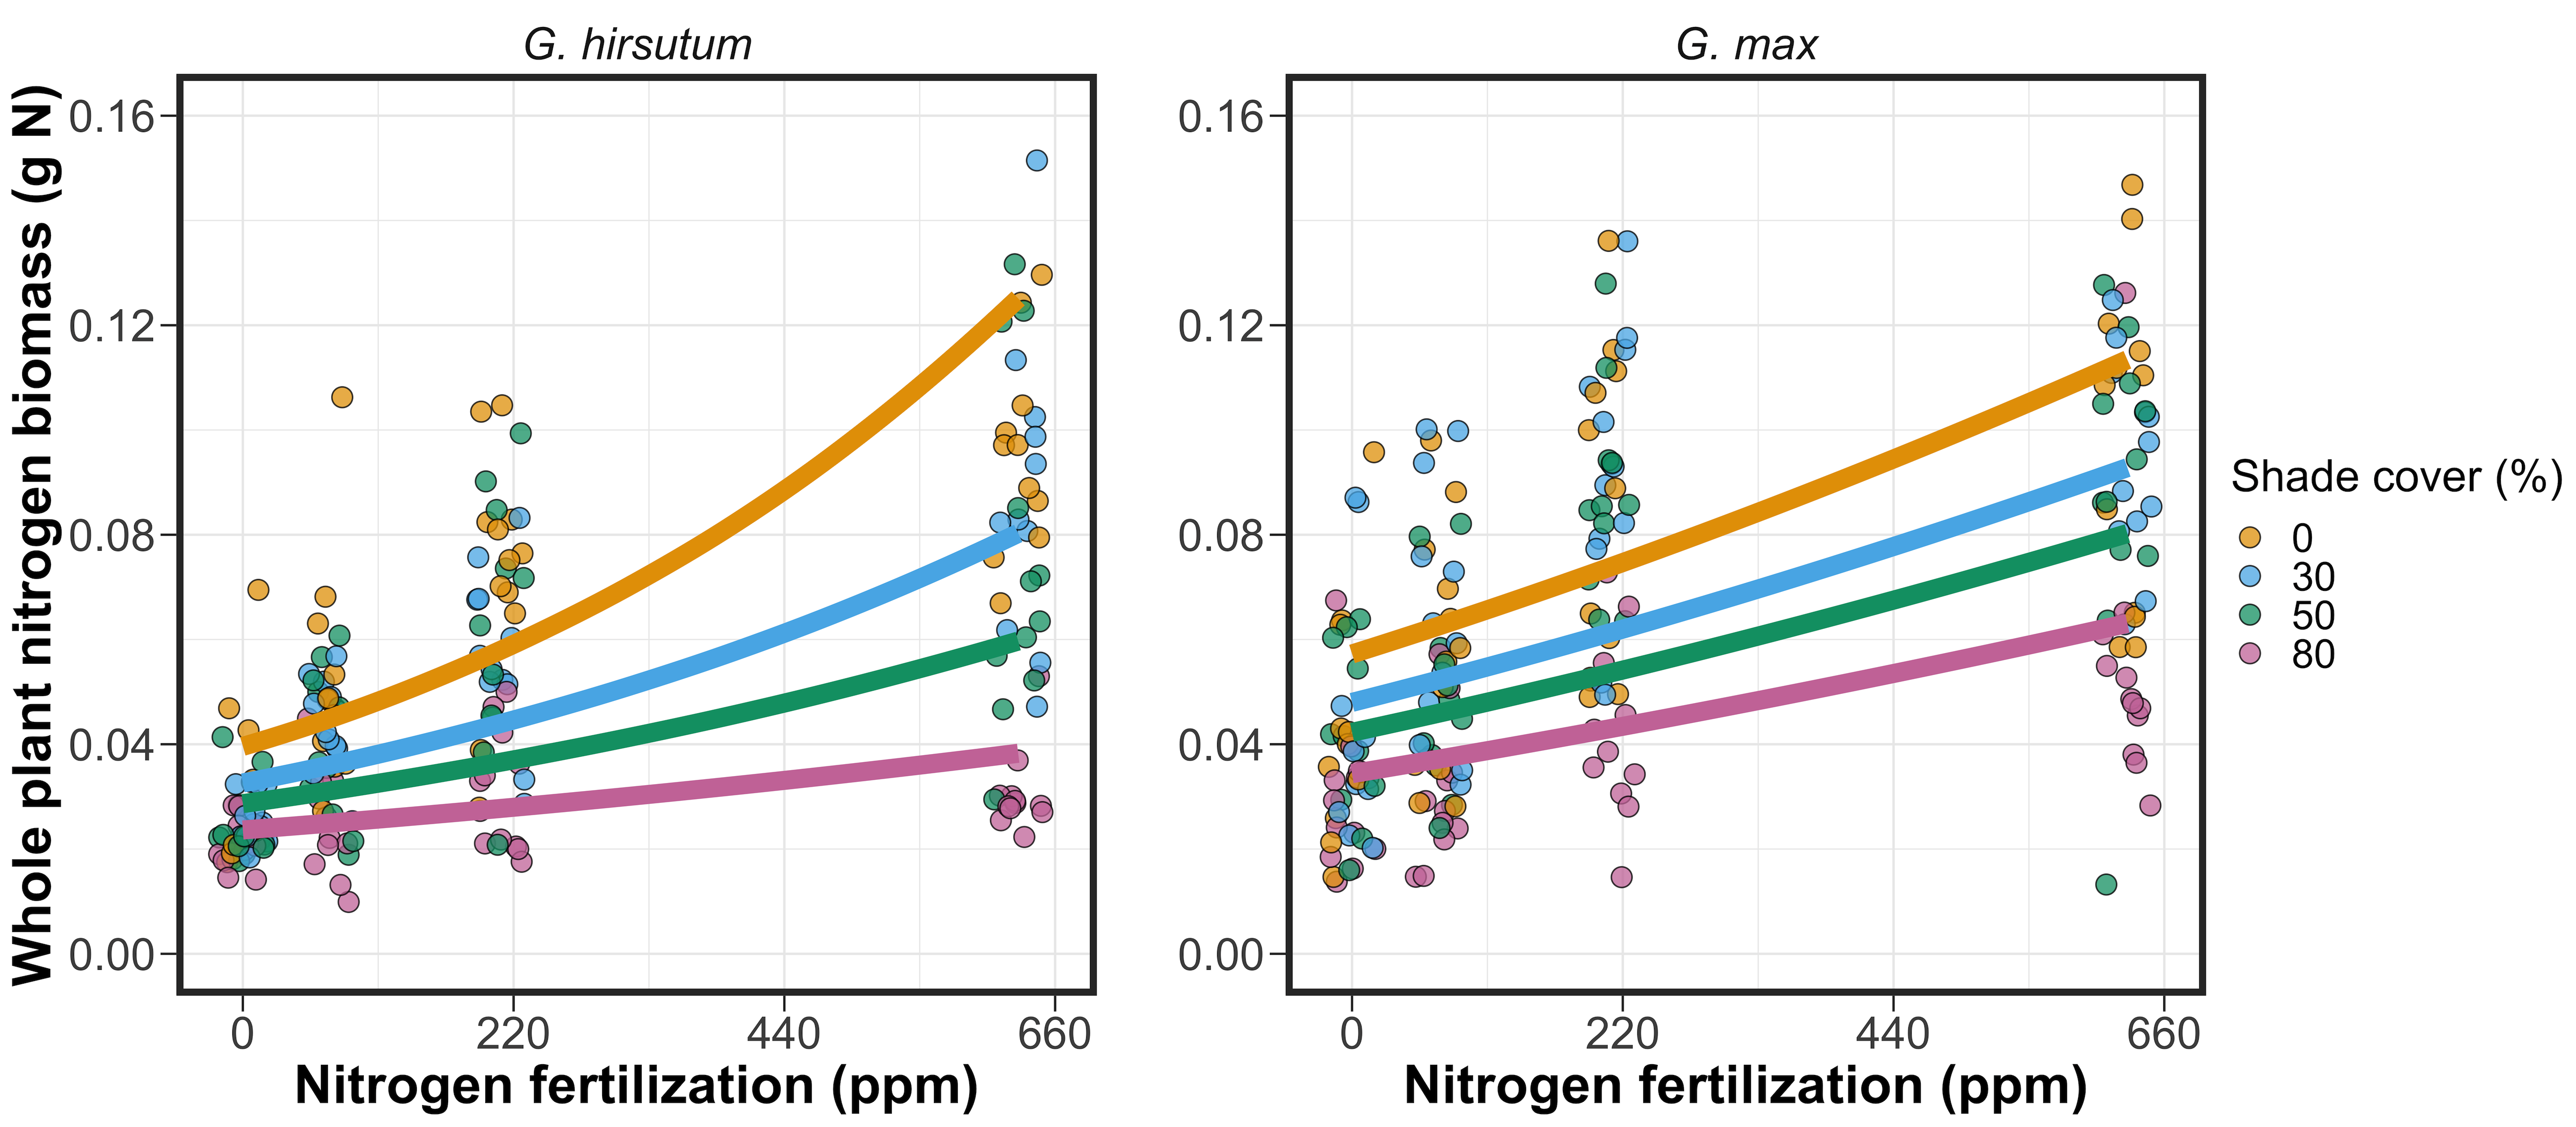 G. hirsutum
G. max
Whole plant nitrogen biomass (g N)
0.16
0.12
0.08
0.04
0.00
0.16
0.12
0.08
0.04
0.00
0 220 440 660
0 220 440 660
Nitrogen fertilization (ppm)
Nitrogen fertilization (ppm)
Shade cover (%)
0
30
50
80